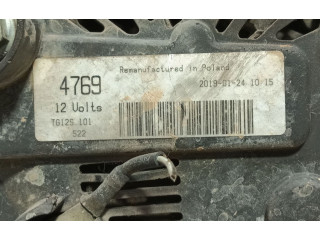 Remanufactured in Poland
4769
2019-01-24 10:15
12 Volts
TG12S 101
522